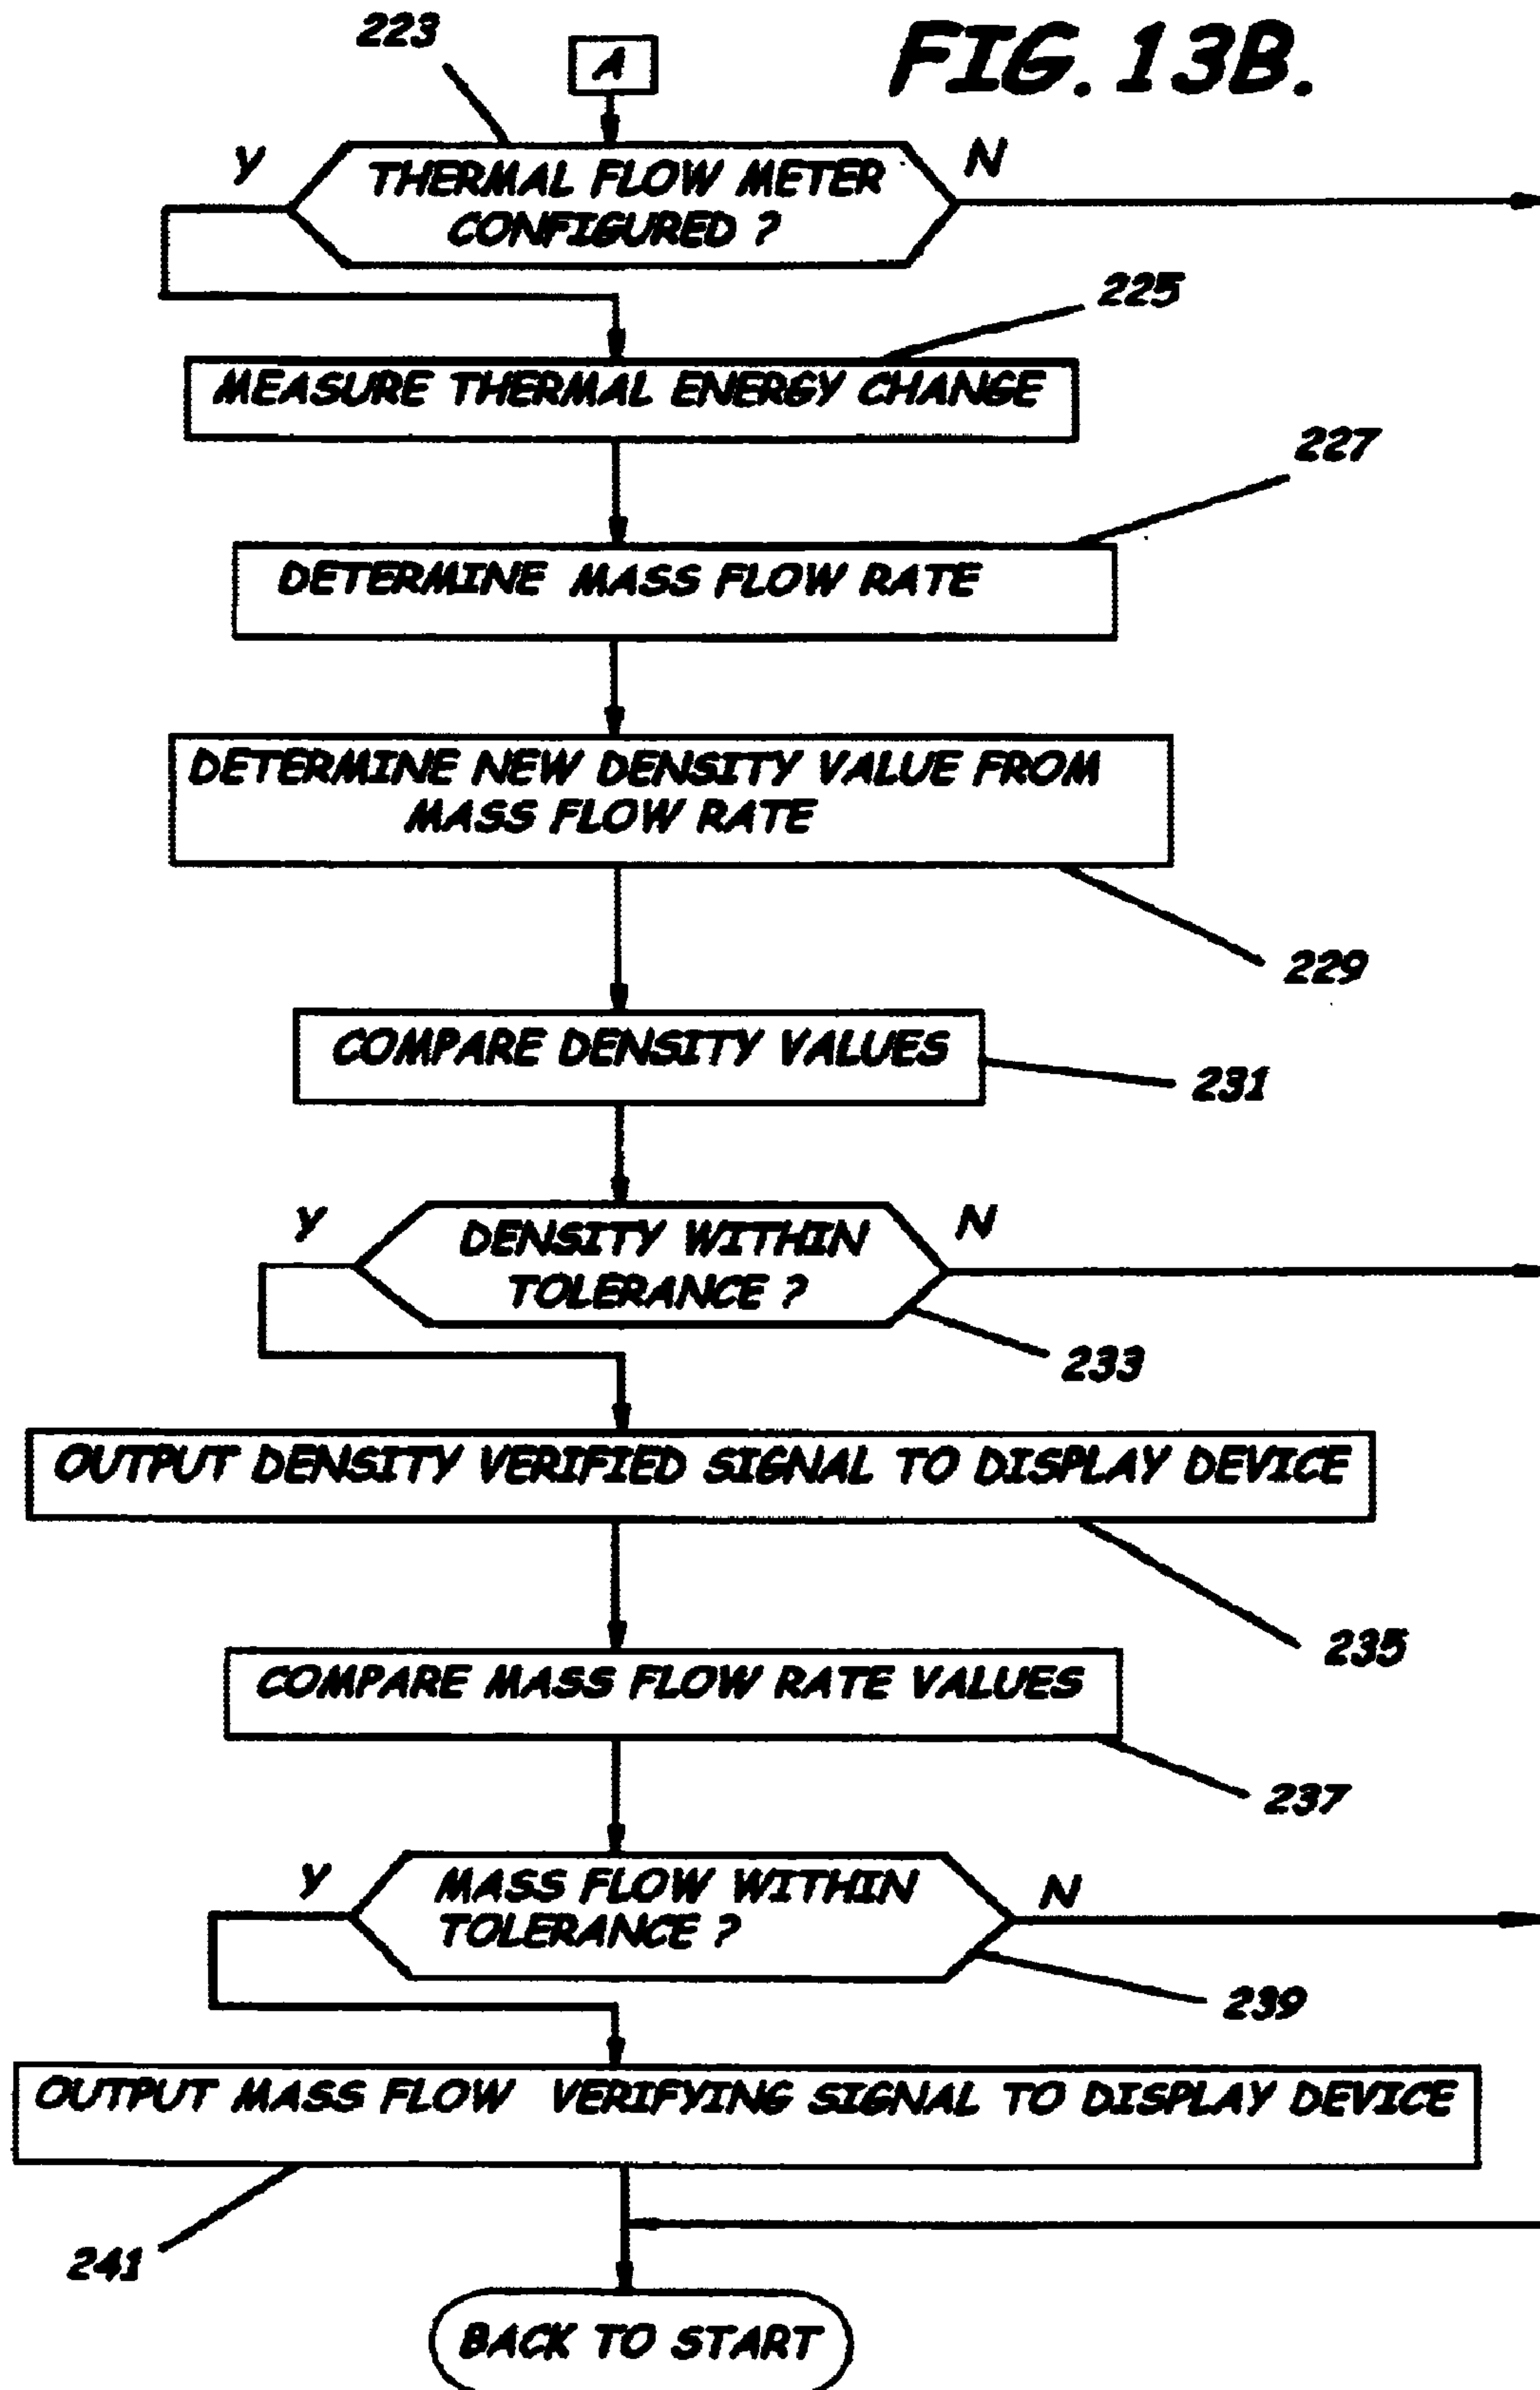 223
A
FIG. 13B.
Y
THERMAL FLOW METER
CONFIGURED ?
N
225
MEASURE THERMAL ENERGY CHANGE
227
DETERMINE MASS FLOW RATE
DETERMINE NEW DENSITY VALUE FROM
MASS FLOW RATE
229
COMPARE DENSITY VALUES
231
Y
DENSITY WITHIN
TOLERANCE ?
N
233
OUTPUT DENSITY VERIFIED SIGNAL TO DISPLAY DEVICE
235
COMPARE MASS FLOW RATE VALUES
237
Y
MASS FLOW WITHIN
TOLERANCE ?
N
239
OUTPUT MASS FLOW VERIFYING SIGNAL TO DISPLAY DEVICE
241
BACK TO START